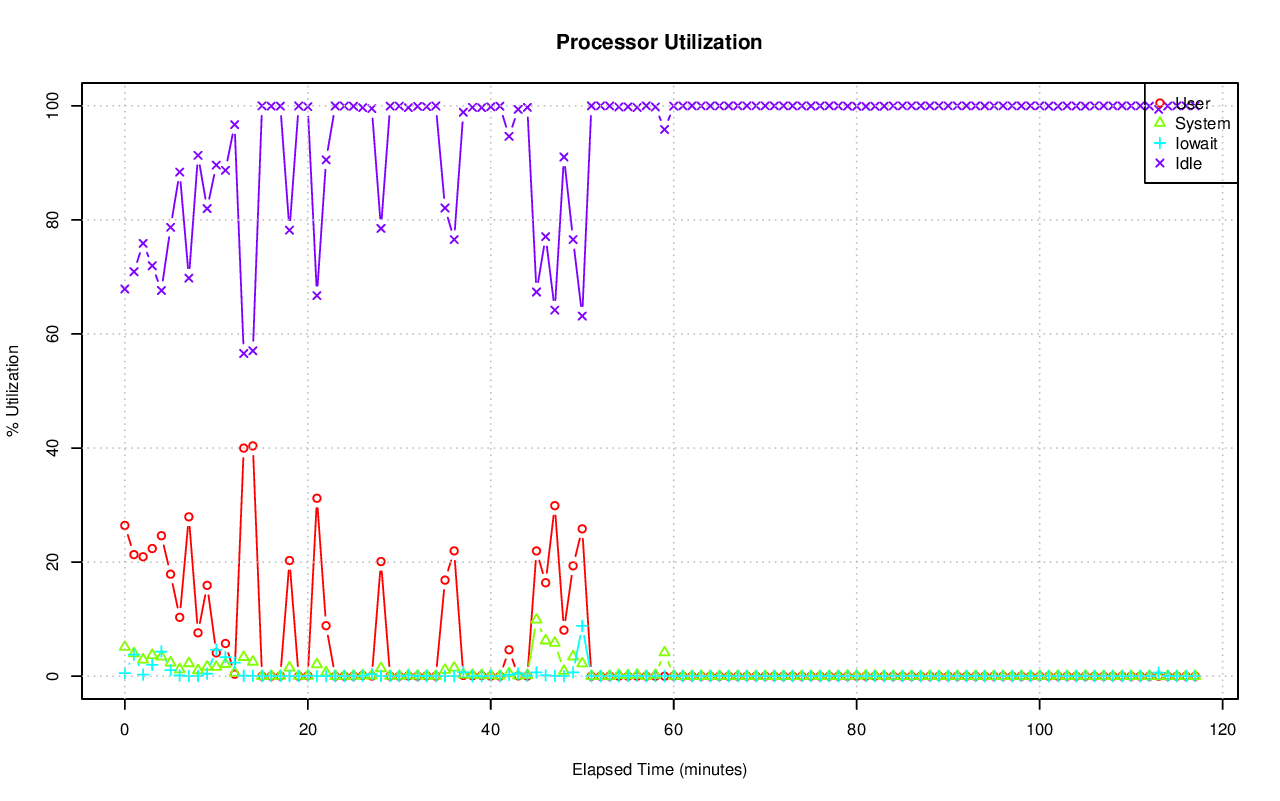 Processor Utilization
100
80
60
40
20
0
% Utilization
User
System
Iowait
Idle
0 20 40 60 80 100 120
Elapsed Time (minutes)